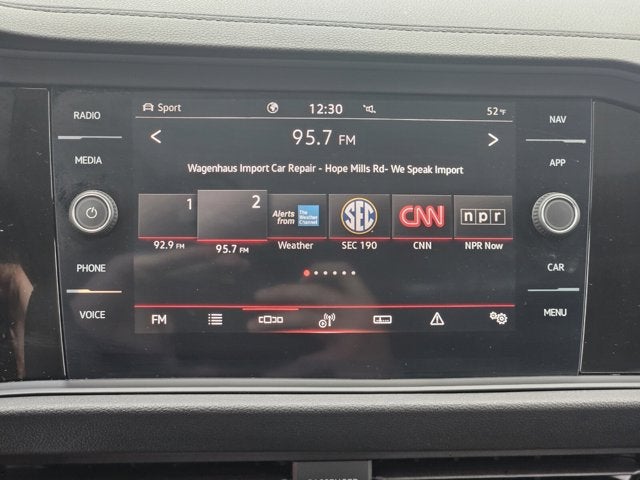 RADIO
MEDIA
PHONE
VOICE
Sport
12:30
52°F
95.7 FM
Wagenhaus Import Car Repair - Hope Mills Rd- We Speak Import
1
2
Alerts from The Weather Channel
SEC
CNN
npr
92.9 FM
95.7 FM
Weather
SEC 190
CNN
NPR Now
FM
NAV
APP
CAR
MENU
PASSENGER